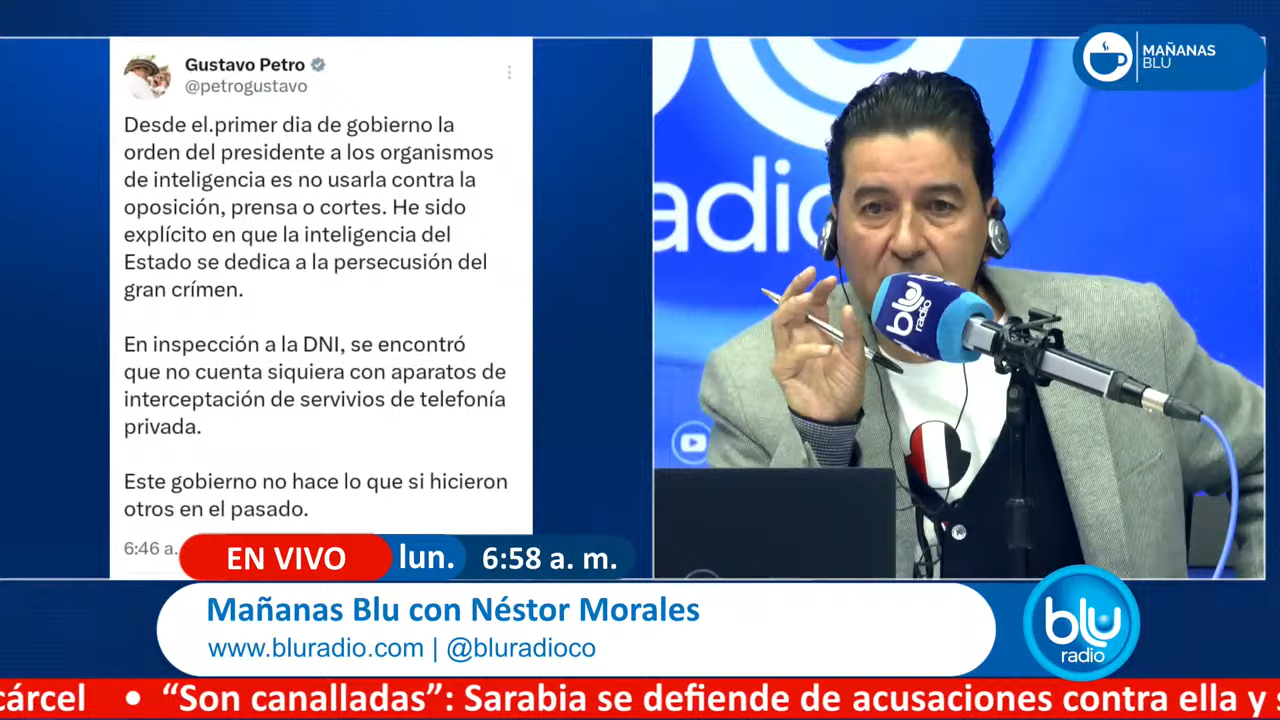 Gustavo Petro
@petrogustavo
Desde el.primer dia de gobierno la
orden del presidente a los organismos
de inteligencia es no usarla contra la
oposición, prensa o cortes. He sido
explícito en que la inteligencia del
Estado se dedica a la persecusión del
gran crímen.
En inspección a la DNI, se encontró
que no cuenta siquiera con aparatos de
interceptación de servivios de telefonía
privada.
Este gobierno no hace lo que si hicieron
otros en el pasado.
6:46 a.
MAÑANAS
BLU
adio
blu
radio
EN VIVO lun. 6:58 a. m.
Mañanas Blu con Néstor Morales
www.bluradio.com | @bluradioco
blu
radio
cárcel • “Son canalladas”: Sarabia se defiende de acusaciones contra ella y s